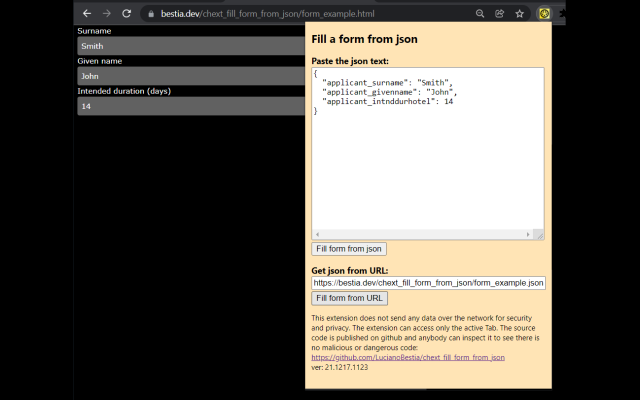 bestia.dev/chext_fill_form_from_json/form_example.html
Surname
Smith
Given name
John
Intended duration (days)
14
Fill a form from json
Paste the json text:
{
"applicant_surname": "Smith",
"applicant_givenname": "John",
"applicant_intnddurhotel": 14
}
Fill form from json
Get json from URL:
https://bestia.dev/chext_fill_form_from_json/form_example.json
Fill form from URL
This extension does not send any data over the network for security
and privacy. The extension can access only the active Tab. The source
code is published on github and anybody can inspect it to see there is
no malicious or dangerous code:
https://github.com/LucianoBestia/chext_fill_form_from_json
ver: 21.1217.1123